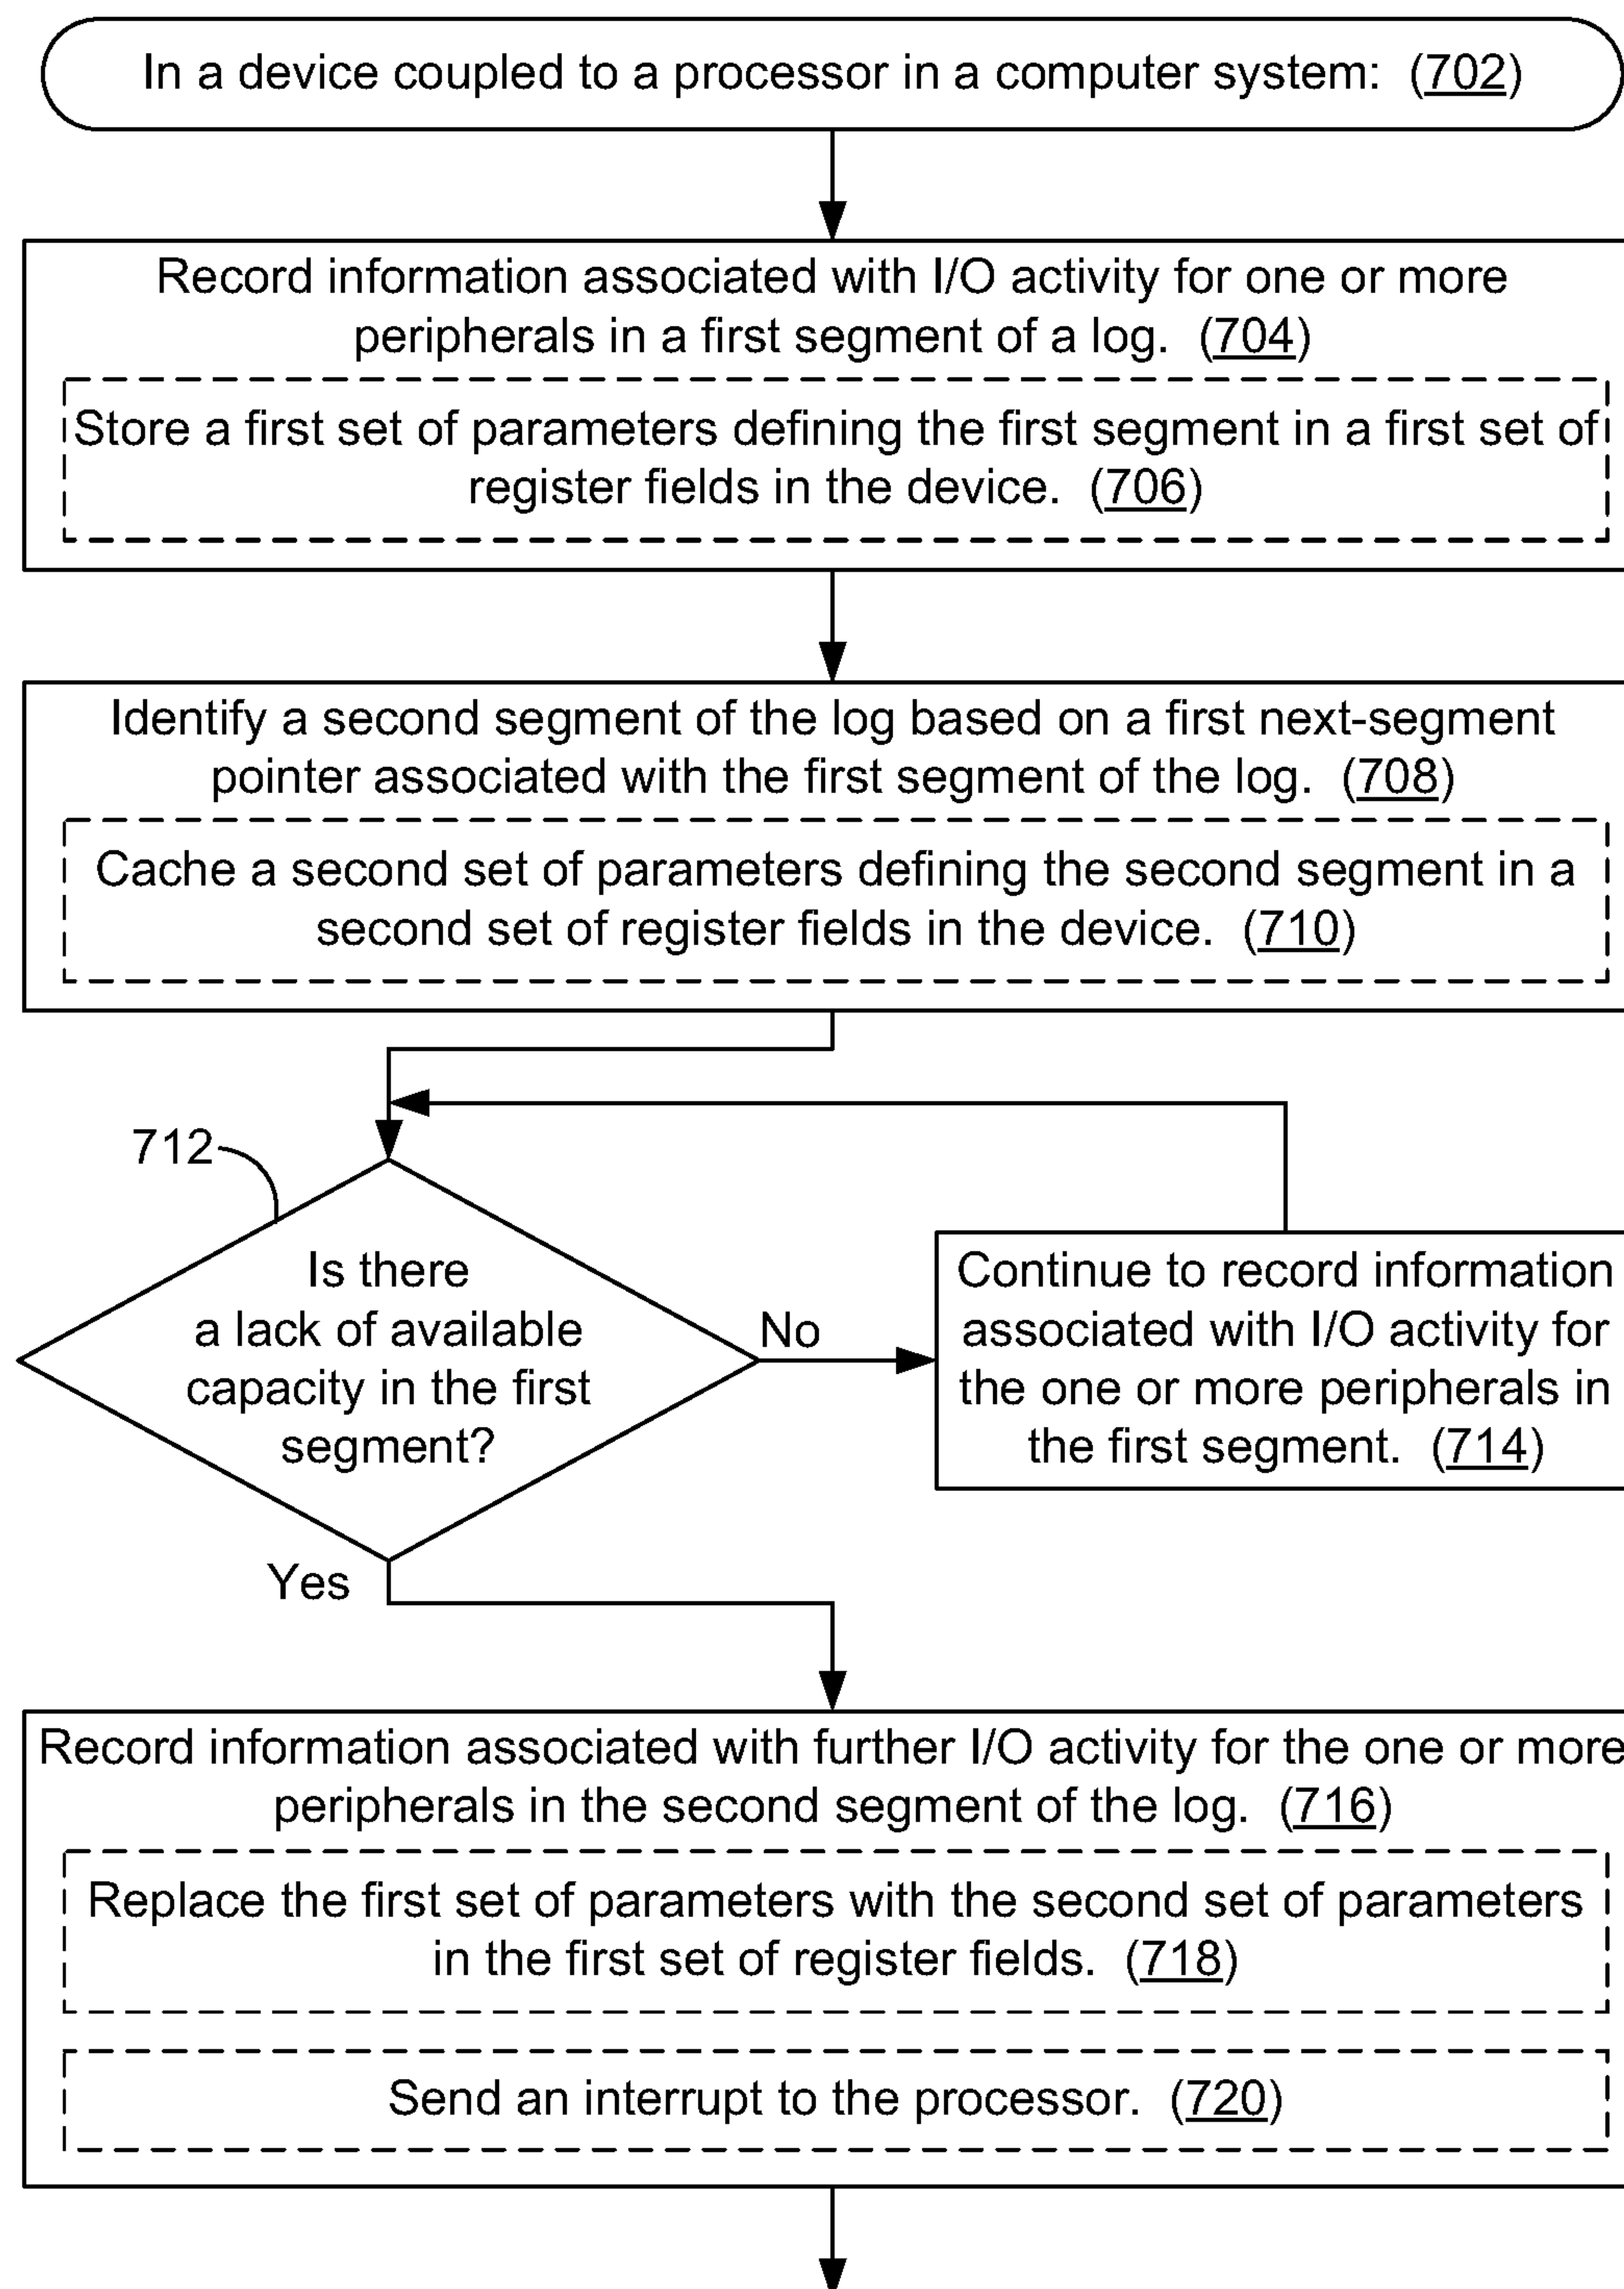 In a device coupled to a processor in a computer system: (702)
Record information associated with I/O activity for one or more
peripherals in a first segment of a log. (704)
Store a first set of parameters defining the first segment in a first set of
register fields in the device. (706)
Identify a second segment of the log based on a first next-segment
pointer associated with the first segment of the log. (708)
Cache a second set of parameters defining the second segment in a
second set of register fields in the device. (710)
712
Is there
a lack of available
capacity in the first
segment?
No
Continue to record information
associated with I/O activity for
the one or more peripherals in
the first segment. (714)
Yes
Record information associated with further I/O activity for the one or more
peripherals in the second segment of the log. (716)
Replace the first set of parameters with the second set of parameters
in the first set of register fields. (718)
Send an interrupt to the processor. (720)